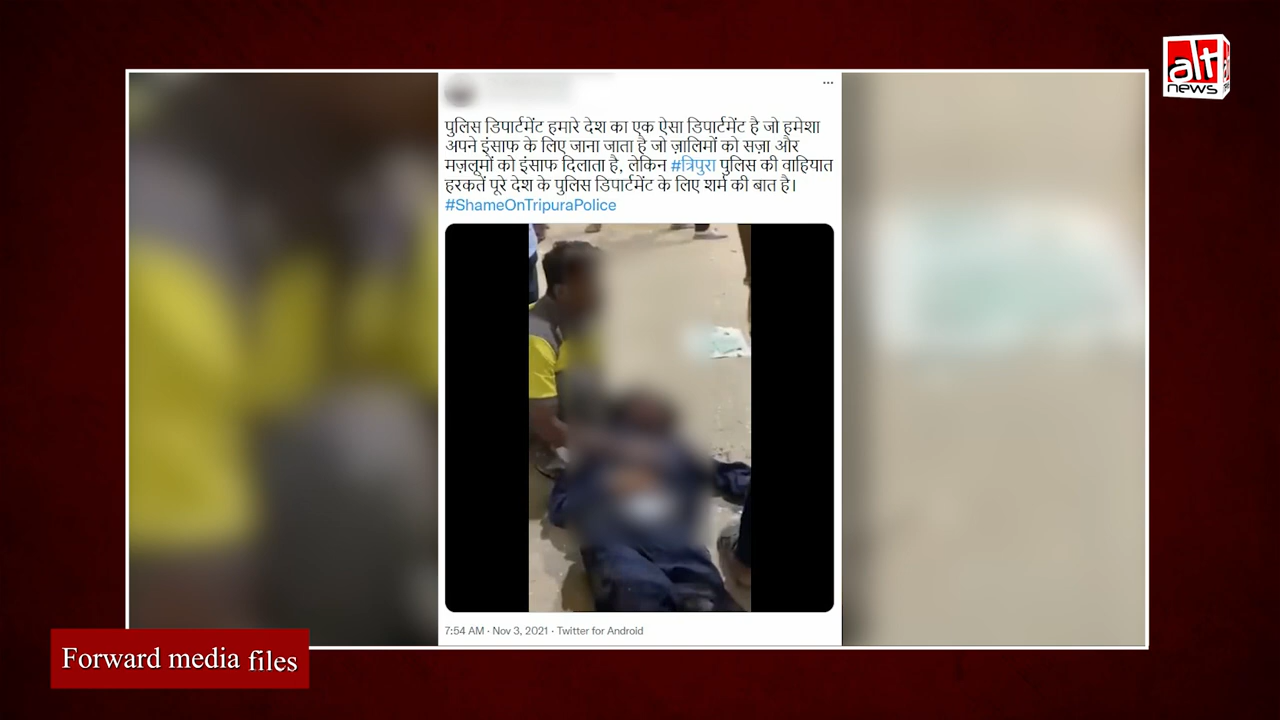 alt
news
पुलिस डिपार्टमेंट हमारे देश का एक ऐसा डिपार्टमेंट है जो हमेशा
अपने इंसाफ के लिए जाना जाता है जो ज़ालिमों को सज़ा और
मज़लूमों को इंसाफ दिलाता है, लेकिन #त्रिपुरा पुलिस की वाहियात
हरकतें पूरे देश के पुलिस डिपार्टमेंट के लिए शर्म की बात है।
#ShameOnTripuraPolice
7:54 AM · Nov 3, 2021 · Twitter for Android
Forward media files